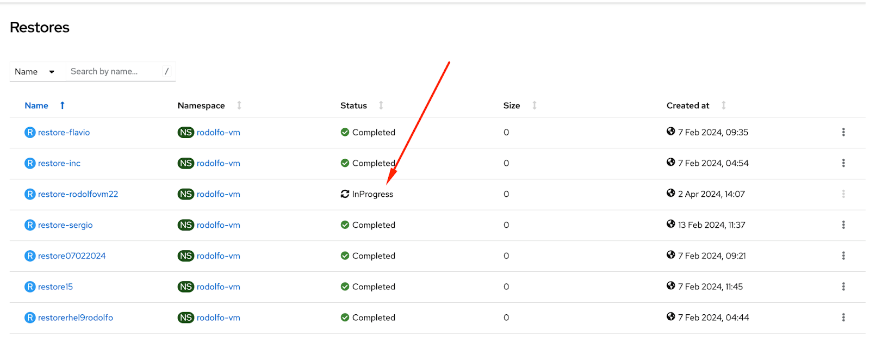 Restores
Name Search by name... /
Name Namespace Status Size Created at
R restore-flavio NS rodolfo-vm Completed 0 7 Feb 2024, 09:35
R restore-inc NS rodolfo-vm Completed 0 7 Feb 2024, 04:54
R restore-rodolfovm22 NS rodolfo-vm InProgress 0 2 Apr 2024, 14:07
R restore-sergio NS rodolfo-vm Completed 0 13 Feb 2024, 11:37
R restore07022024 NS rodolfo-vm Completed 0 7 Feb 2024, 09:21
R restore15 NS rodolfo-vm Completed 0 7 Feb 2024, 11:45
R restorerhel9rodolfo NS rodolfo-vm Completed 0 7 Feb 2024, 04:44